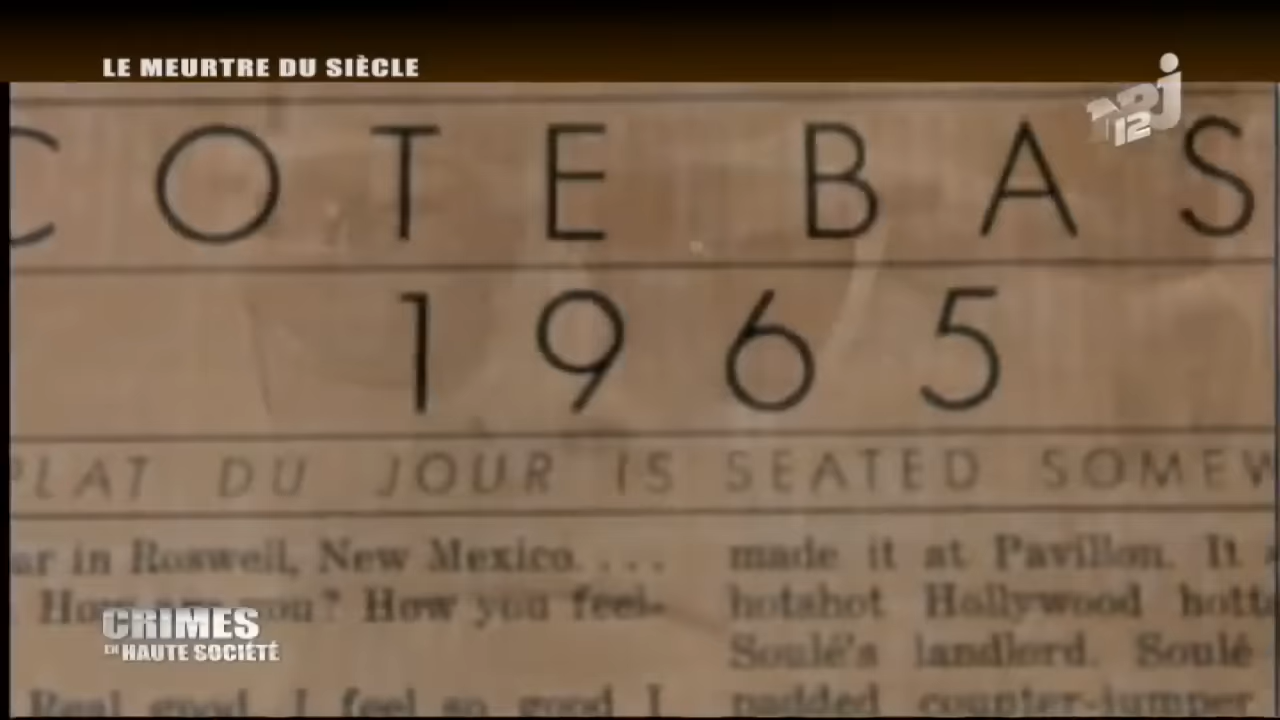 LE MEURTRE DU SIÈCLE
NRJ
12
COTE BAS
1965
PLAT DU JOUR IS SEATED SOMEW
ar in Roswell, New Mexico. . . .
How are you? How you feel-
Real good. I feel so good I
made it at Pavillon. It
hotshot Hollywood hotte
Soulé's landlord. Soulé
padded counter-jumper
CRIMES
EN HAUTE SOCIÉTÉ